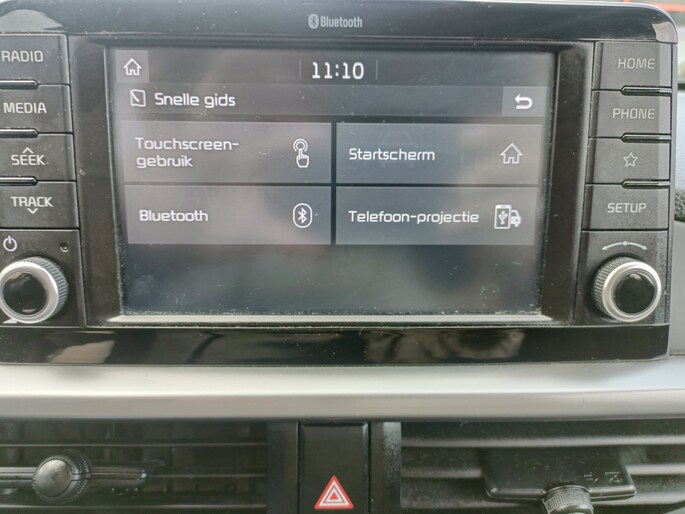 Bluetooth
RADIO
MEDIA
SEEK
TRACK
11:10
Snelle gids
Touchscreen-
gebruik
Startscherm
Bluetooth
Telefoon-projectie
HOME
PHONE
SETUP